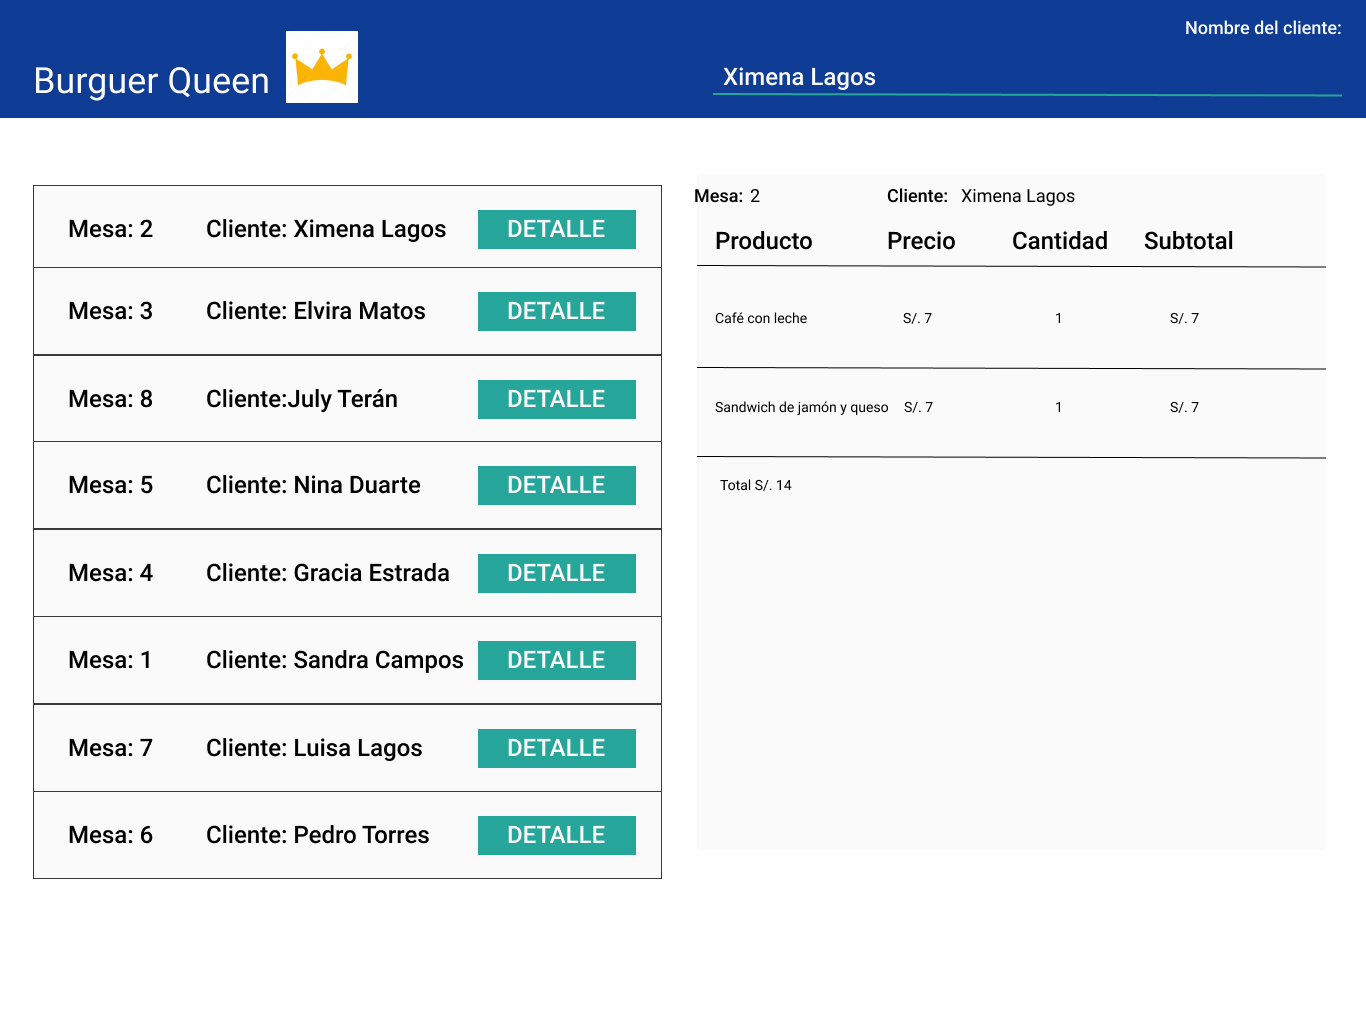 Nombre del cliente:
Burguer Queen
Ximena Lagos
Mesa: 2 Cliente: Ximena Lagos DETALLE
Mesa: 3 Cliente: Elvira Matos DETALLE
Mesa: 8 Cliente:July Terán DETALLE
Mesa: 5 Cliente: Nina Duarte DETALLE
Mesa: 4 Cliente: Gracia Estrada DETALLE
Mesa: 1 Cliente: Sandra Campos DETALLE
Mesa: 7 Cliente: Luisa Lagos DETALLE
Mesa: 6 Cliente: Pedro Torres DETALLE
Mesa: 2 Cliente: Ximena Lagos
Producto Precio Cantidad Subtotal
Café con leche S/. 7 1 S/. 7
Sandwich de jamón y queso S/. 7 1 S/. 7
Total S/. 14